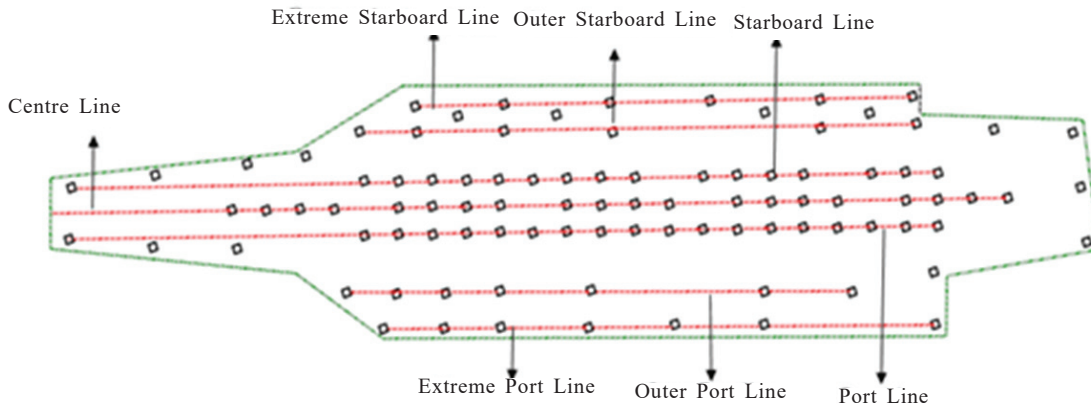 Extreme Starboard Line
Outer Starboard Line
Starboard Line
Centre Line
Extreme Port Line
Outer Port Line
Port Line